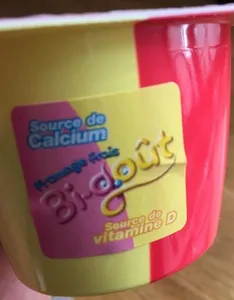 Source de
Calcium
Fromage frais
Bi-goût
Source de
vitamine D